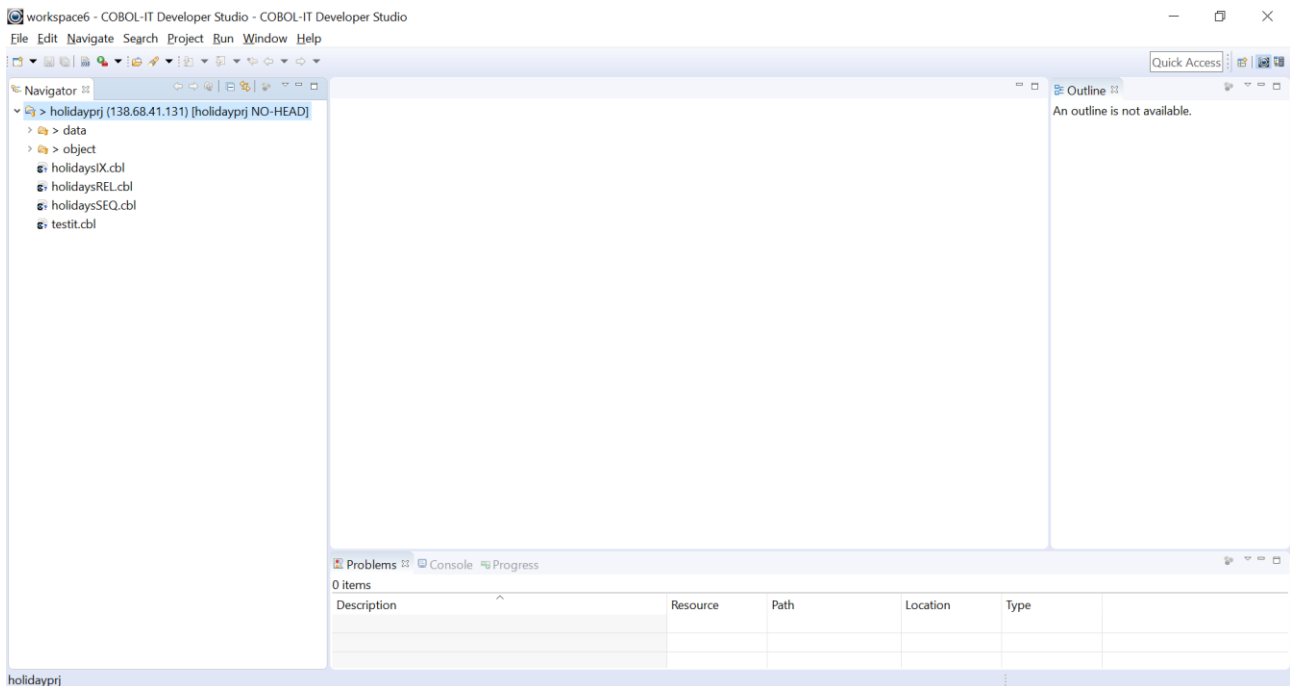 workspace6 - COBOL-IT Developer Studio - COBOL-IT Developer Studio
File Edit Navigate Search Project Run Window Help
Quick Access
Navigator
> holidayprj (138.68.41.131) [holidayprj NO-HEAD]
> data
> object
holidaysIX.cbl
holidaysREL.cbl
holidaysSEQ.cbl
testit.cbl
Outline
An outline is not available.
Problems Console Progress
0 items
Description Resource Path Location Type
holidayprj